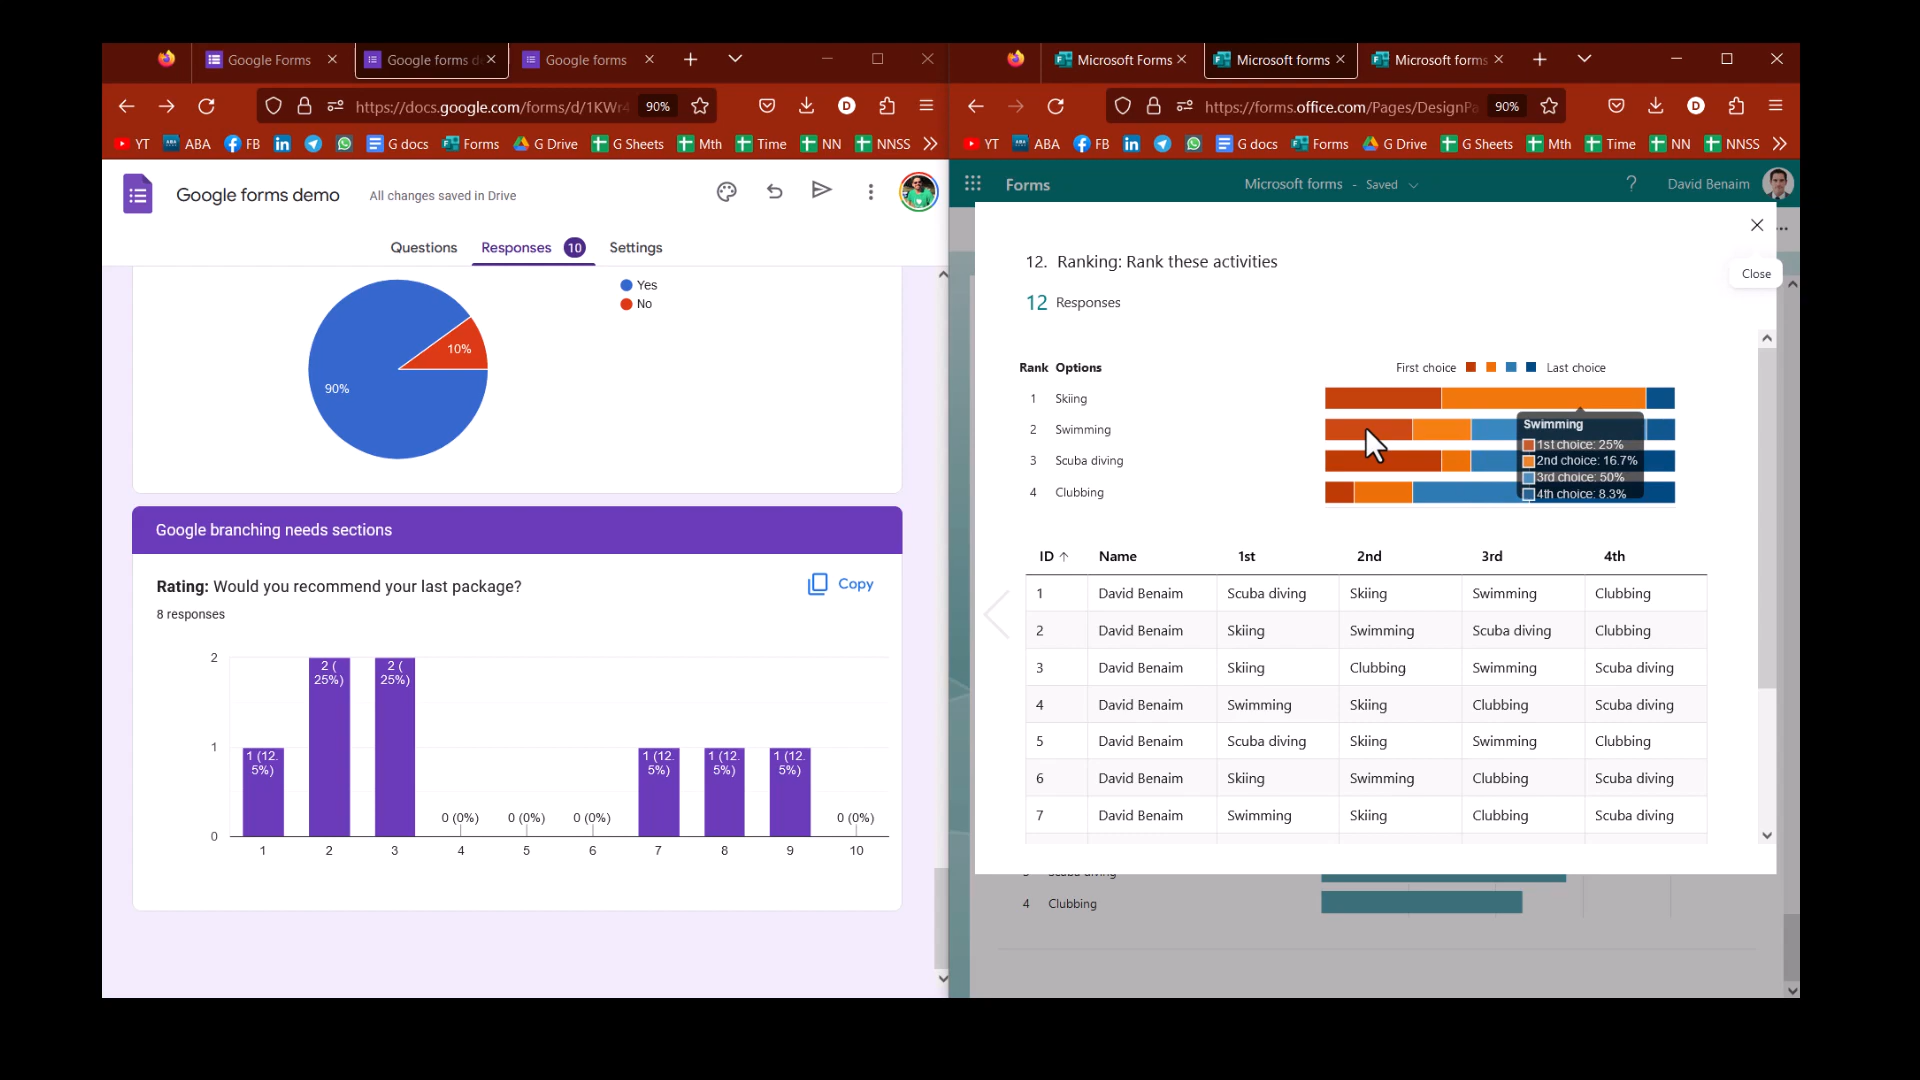 Google Forms
Google forms d
Google forms
https://docs.google.com/forms/d/1KWr4
90%
YT
ABA
FB
G docs
Forms
G Drive
G Sheets
Mth
Time
NN
NNSS
Google forms demo
All changes saved in Drive
Questions
Responses
10
Settings
Yes
No
10%
90%
Google branching needs sections
Rating: Would you recommend your last package?
Copy
8 responses
2
1
0
1 (12.
5%)
2 (
25%)
2 (
25%)
0 (0%)
0 (0%)
0 (0%)
1 (12.
5%)
1 (12.
5%)
1 (12.
5%)
0 (0%)
1 2 3 4 5 6 7 8 9 10
Microsoft Forms
Microsoft forms
Microsoft forms
https://forms.office.com/Pages/DesignPa
90%
YT
ABA
FB
G docs
Forms
G Drive
G Sheets
Mth
Time
NN
NNSS
Forms
Microsoft forms - Saved
?
David Benaim
Close
12. Ranking: Rank these activities
12 Responses
Rank Options
First choice
Last choice
1 Skiing
2 Swimming
3 Scuba diving
4 Clubbing
Swimming
1st choice: 25%
2nd choice: 16.7%
3rd choice: 50%
4th choice: 8.3%
ID Name 1st 2nd 3rd 4th
1 David Benaim Scuba diving Skiing Swimming Clubbing
2 David Benaim Skiing Swimming Scuba diving Clubbing
3 David Benaim Skiing Clubbing Swimming Scuba diving
4 David Benaim Swimming Skiing Clubbing Scuba diving
5 David Benaim Scuba diving Skiing Swimming Clubbing
6 David Benaim Skiing Swimming Clubbing Scuba diving
7 David Benaim Swimming Skiing Clubbing Scuba diving
4 Clubbing